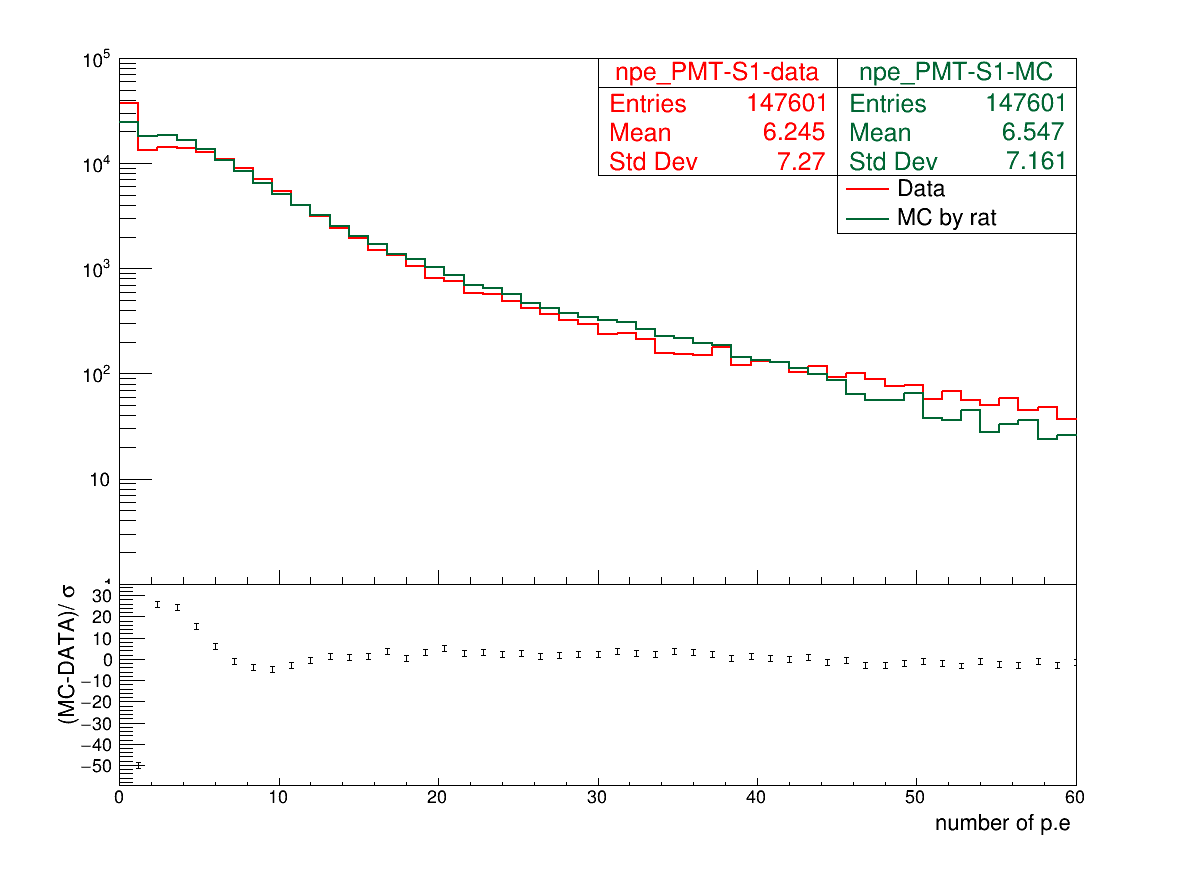 10^5
10^4
10^3
10^2
10
npe_PMT-S1-data
Entries 147601
Mean 6.245
Std Dev 7.27
npe_PMT-S1-MC
Entries 147601
Mean 6.547
Std Dev 7.161
Data
MC by rat
(MC-DATA)/ σ
30
20
10
0
−10
−20
−30
−40
−50
0 10 20 30 40 50 60
number of p.e